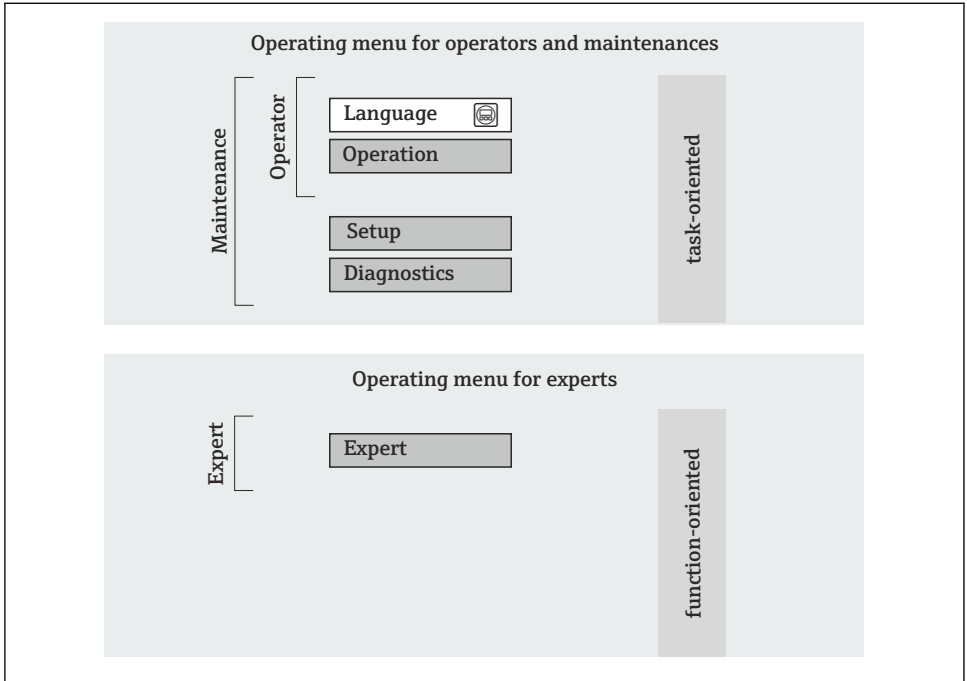 Operating menu for operators and maintenances
Maintenance
Operator
Language
Operation
Setup
Diagnostics
task-oriented
Operating menu for experts
Expert
Expert
function-oriented